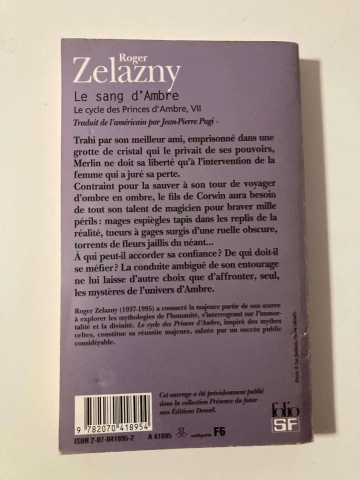 Roger
Zelazny
Le sang d'Ambre
Le cycle des Princes d'Ambre, VII
Traduit de l'américain par Jean-Pierre Pugi
Trahi par son meilleur ami, emprisonné dans une
grotte de cristal qui le privait de ses pouvoirs,
Merlin ne doit sa liberté qu'à l'intervention de la
femme qui a juré sa perte.
Contraint pour la sauver à son tour de voyager
d'ombre en ombre, le fils de Corwin aura besoin
de tout son talent de magicien pour braver mille
périls : mages espiègles tapis dans les replis de la
réalité, tueurs à gages surgis d'une ruelle obscure,
torrents de fleurs jaillis du néant...
À qui peut-il accorder sa confiance ? De qui doit-il
se méfier ? La conduite ambiguë de son entourage
ne lui laisse d'autre choix que d'affronter, seul,
les mystères de l'univers d'Ambre.
Roger Zelazny (1937-1995) a consacré la majeure partie de son œuvre
à explorer les mythologies de l'humanité, s'interrogeant sur l'immor-
talité et la divinité. Le cycle des Princes d'Ambre, inspiré des mythes
celtes, constitue sa réussite majeure, saluée par un succès public
considérable.
Cet ouvrage a été précédemment publié
dans la collection Présence du futur
aux Éditions Denoël.
9 782070 418954
ISBN 2-07-041895-2
A 41895
catégorie F6
folio
SF